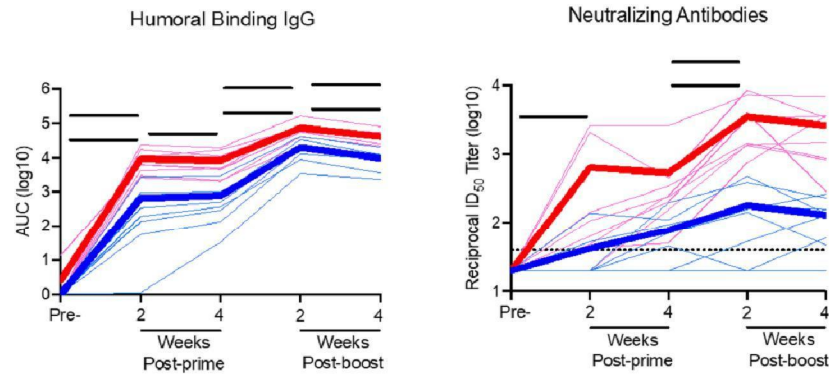 Humoral Binding IgG
AUC (log10)
6
5
4
3
2
1
0
Pre-
2
4
2
4
Weeks
Post-prime
Weeks
Post-boost
Neutralizing Antibodies
Reciprocal ID50 Titer (log10)
4
3
2
1
Pre-
2
4
2
4
Weeks
Post-prime
Weeks
Post-boost